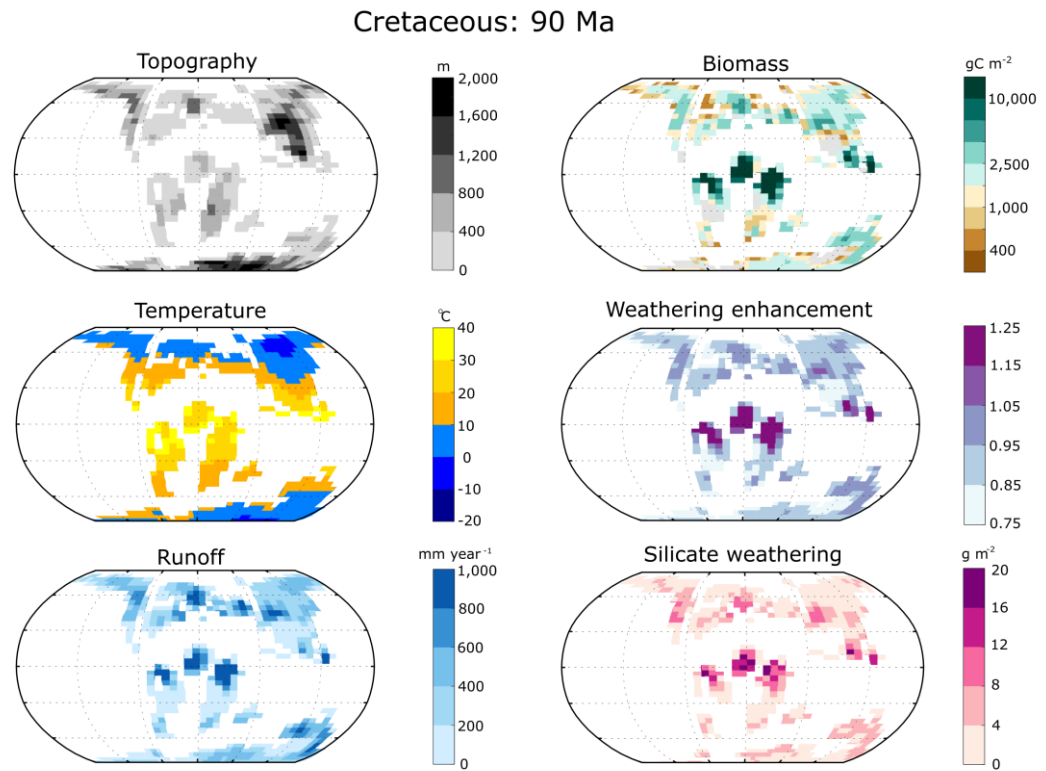 Cretaceous: 90 Ma
Topography
m
2,000
1,600
1,200
800
400
0
Biomass
gC m⁻²
10,000
2,500
1,000
400
Temperature
°C
40
30
20
10
0
-10
-20
Weathering enhancement
1.25
1.15
1.05
0.95
0.85
0.75
Runoff
mm year⁻¹
1,000
800
600
400
200
0
Silicate weathering
g m⁻²
20
16
12
8
4
0